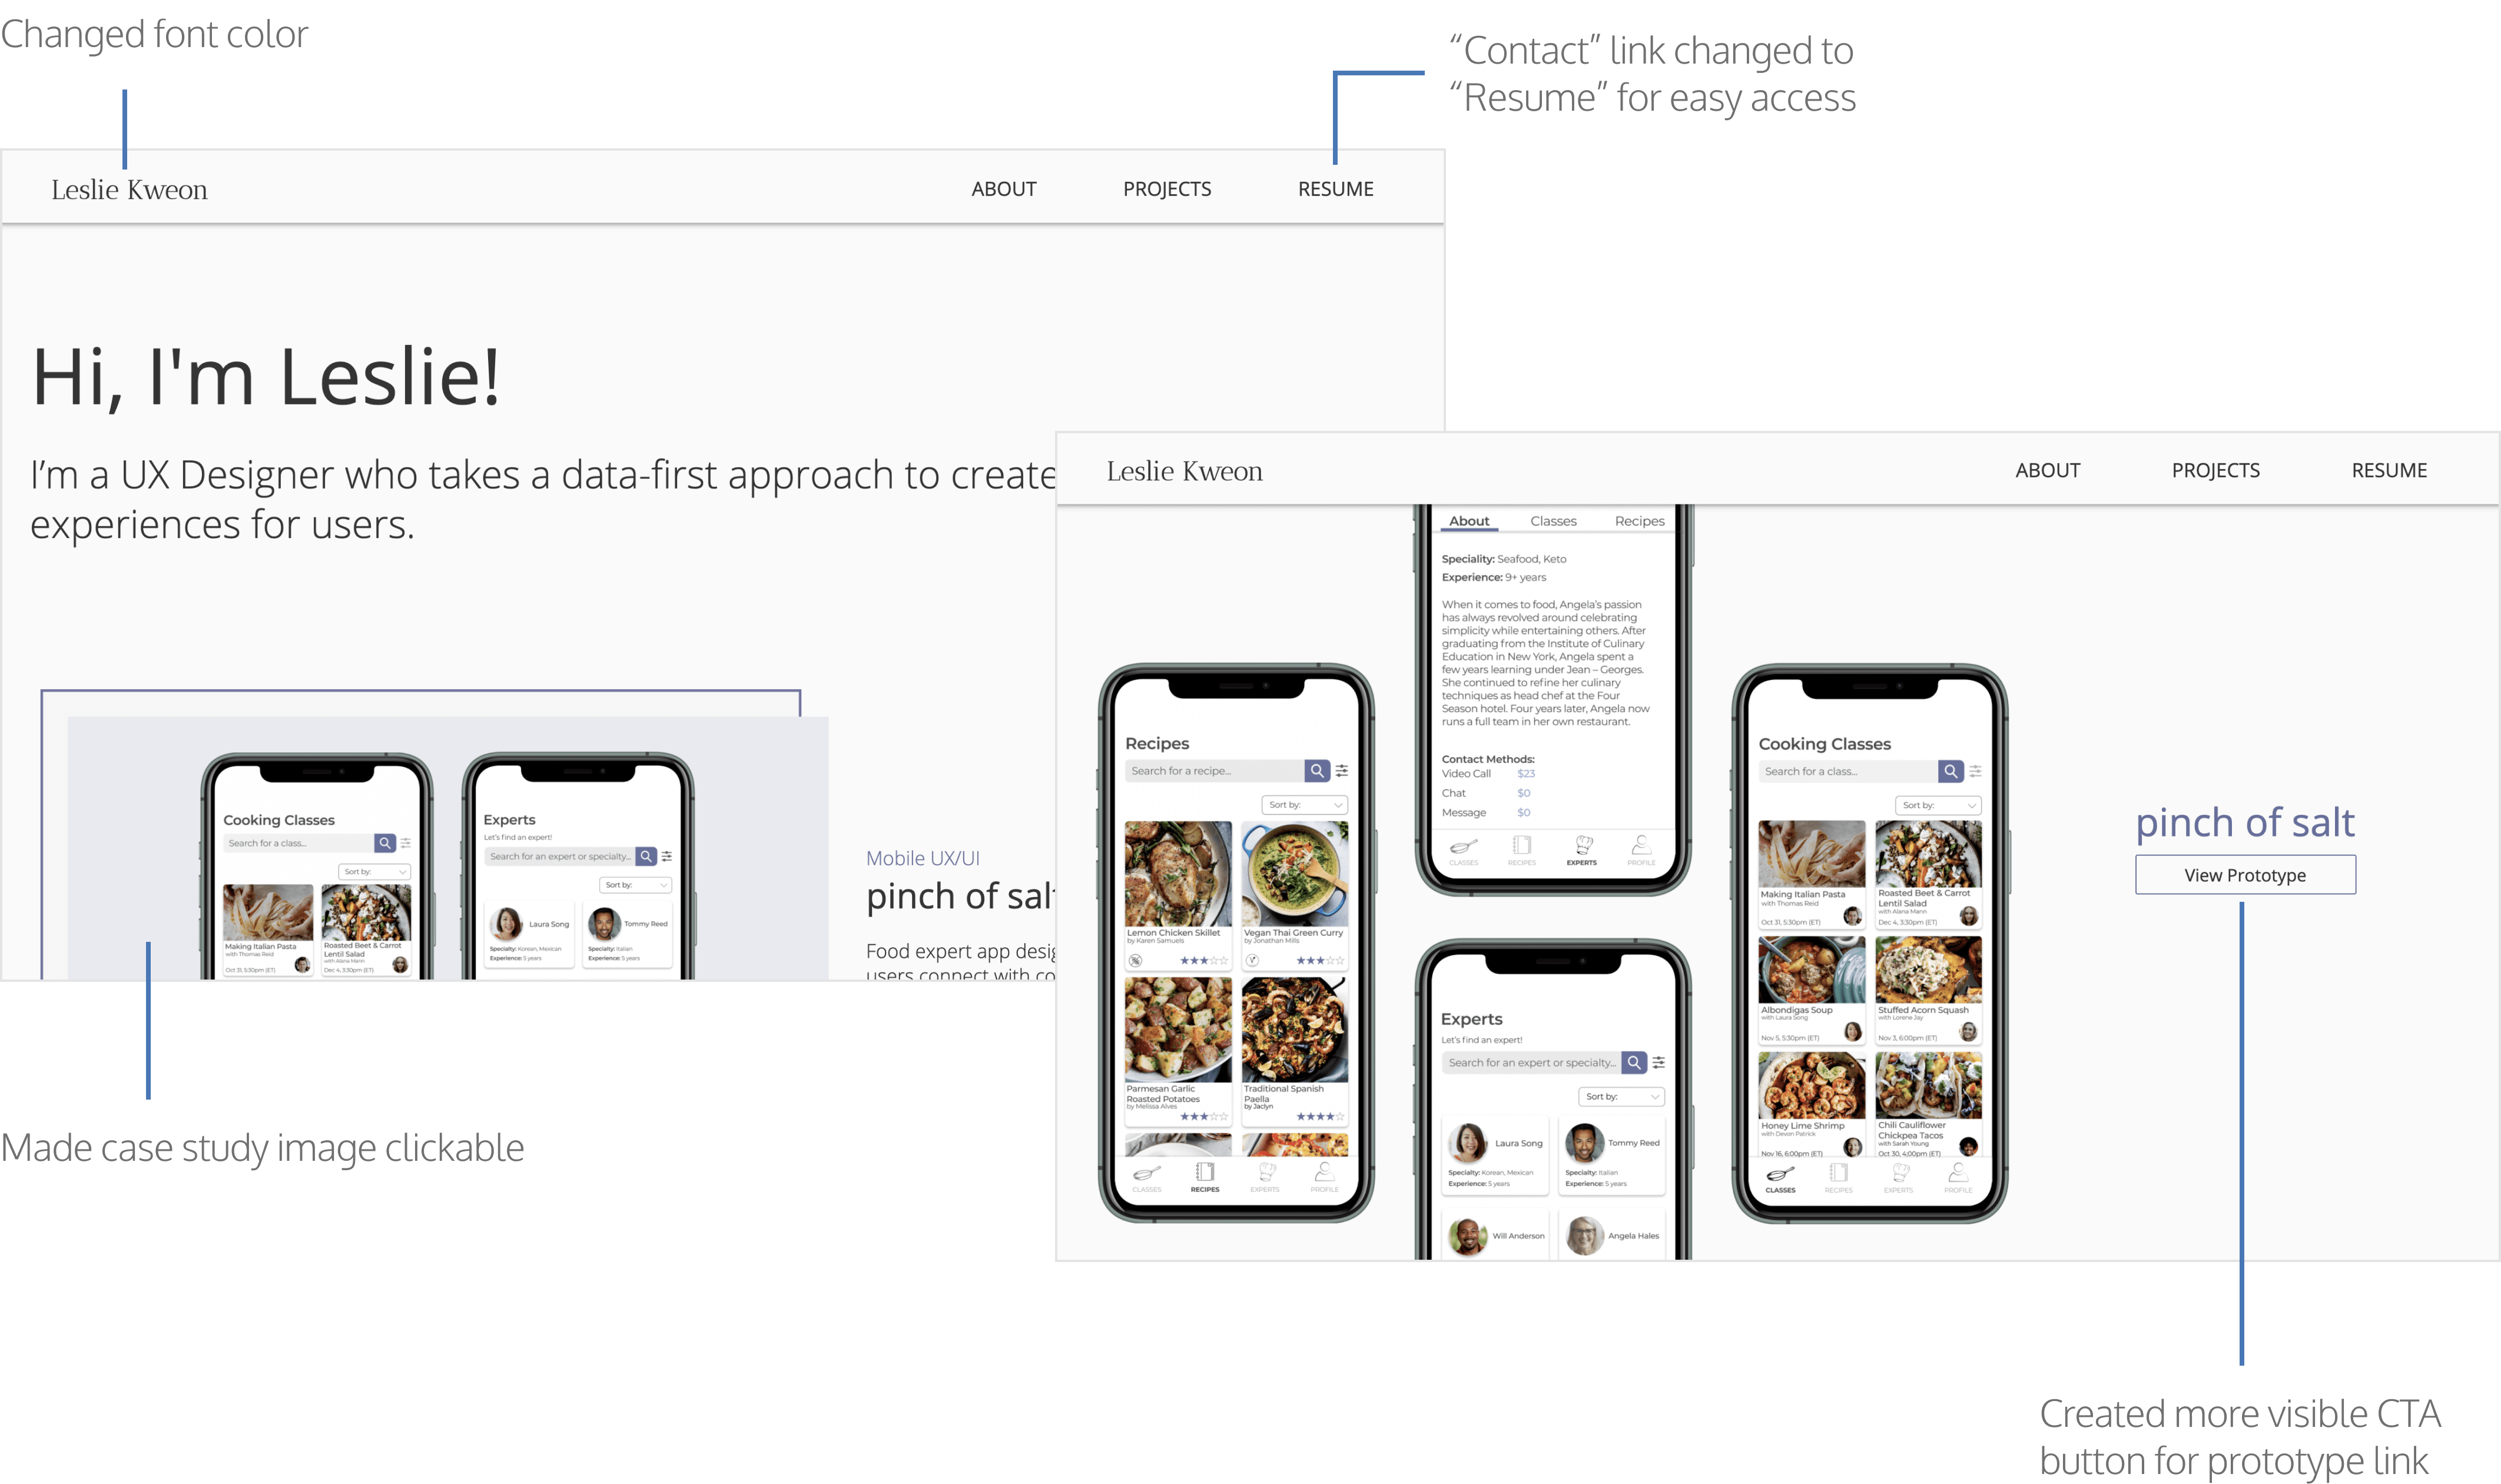 Changed font color
“Contact” link changed to
“Resume” for easy access
Leslie Kweon
ABOUT
PROJECTS
RESUME
Hi, I'm Leslie!
I’m a UX Designer who takes a data-first approach to create
experiences for users.
Cooking Classes
Search for a class...
Sort by:
Making Italian Pasta
with Thomas Reid
Oct 31, 5:30pm (ET)
Roasted Beet & Carrot
Lentil Salad
with Alana Mann
Dec 4, 3:30pm (ET)
Experts
Let's find an expert!
Search for an expert or specialty...
Sort by:
Laura Song
Specialty: Korean, Mexican
Experience: 5 years
Tommy Reed
Specialty: Italian
Experience: 5 years
Mobile UX/UI
pinch of sal
Food expert app desig
users connect with co
Made case study image clickable
Leslie Kweon
ABOUT
PROJECTS
RESUME
Recipes
Search for a recipe...
Sort by:
Lemon Chicken Skillet
by Karen Samuels
Vegan Thai Green Curry
by Jonathan Mills
Parmesan Garlic
Roasted Potatoes
by Melissa Alves
Traditional Spanish
Paella
by Jaclyn
CLASSES
RECIPES
EXPERTS
PROFILE
About
Classes
Recipes
Speciality: Seafood, Keto
Experience: 9+ years
When it comes to food, Angela’s passion
has always revolved around celebrating
simplicity while entertaining others. After
graduating from the Institute of Culinary
Education in New York, Angela spent a
few years learning under Jean – Georges.
She continued to refine her culinary
techniques as head chef at the Four
Season hotel. Four years later, Angela now
runs a full team in her own restaurant.
Contact Methods:
Video Call $23
Chat $0
Message $0
CLASSES
RECIPES
EXPERTS
PROFILE
Experts
Let's find an expert!
Search for an expert or specialty...
Sort by:
Laura Song
Specialty: Korean, Mexican
Experience: 5 years
Tommy Reed
Specialty: Italian
Experience: 5 years
Will Anderson
Angela Hales
Cooking Classes
Search for a class...
Sort by:
Making Italian Pasta
with Thomas Reid
Oct 31, 5:30pm (ET)
Roasted Beet & Carrot
Lentil Salad
with Alana Mann
Dec 4, 3:30pm (ET)
Albondigas Soup
with Laura Song
Nov 5, 5:30pm (ET)
Stuffed Acorn Squash
with Lorene Jay
Nov 3, 6:00pm (ET)
Honey Lime Shrimp
with Devon Patrick
Nov 16, 6:00pm (ET)
Chili Cauliflower
Chickpea Tacos
with Sarah Young
Oct 30, 4:00pm (ET)
CLASSES
RECIPES
EXPERTS
PROFILE
pinch of salt
View Prototype
Created more visible CTA
button for prototype link